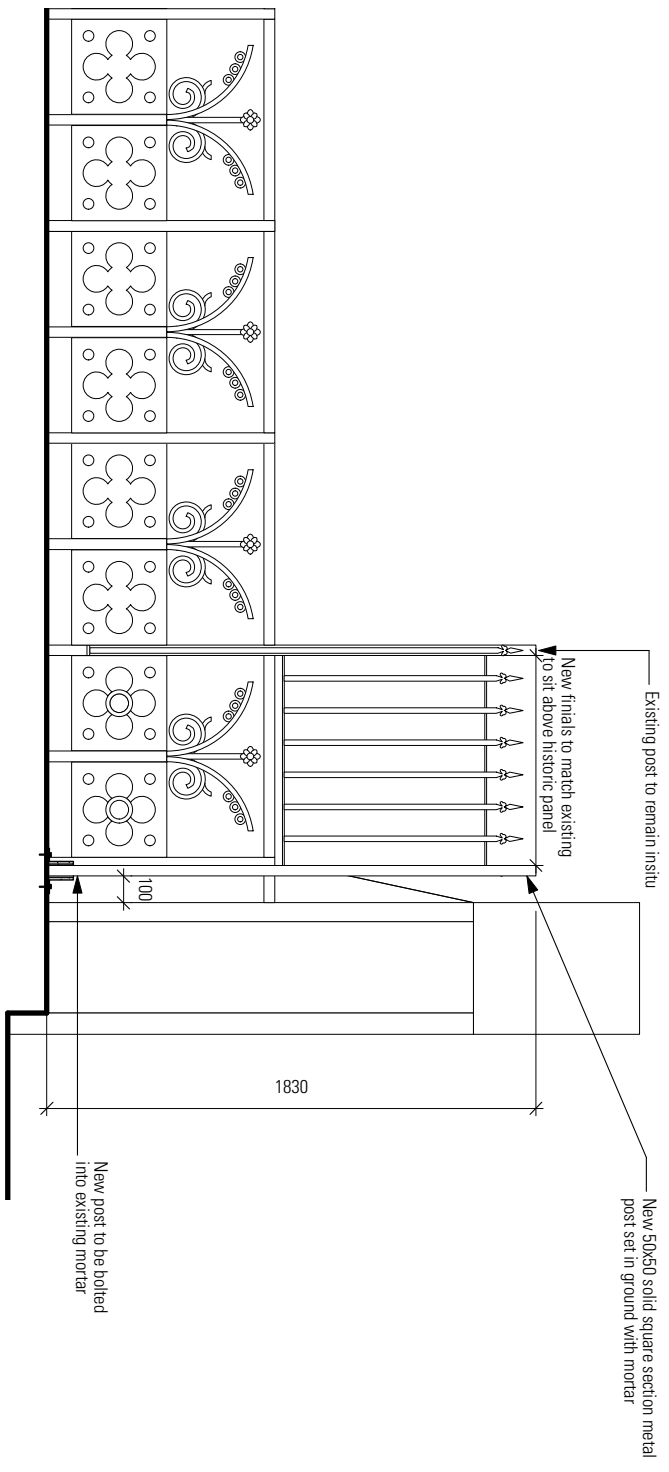 Existing post to remain insitu
New finials to match existing
to sit above historic panel
New 50x50 solid square section metal
post set in ground with mortar
100
1830
New post to be bolted
into existing mortar